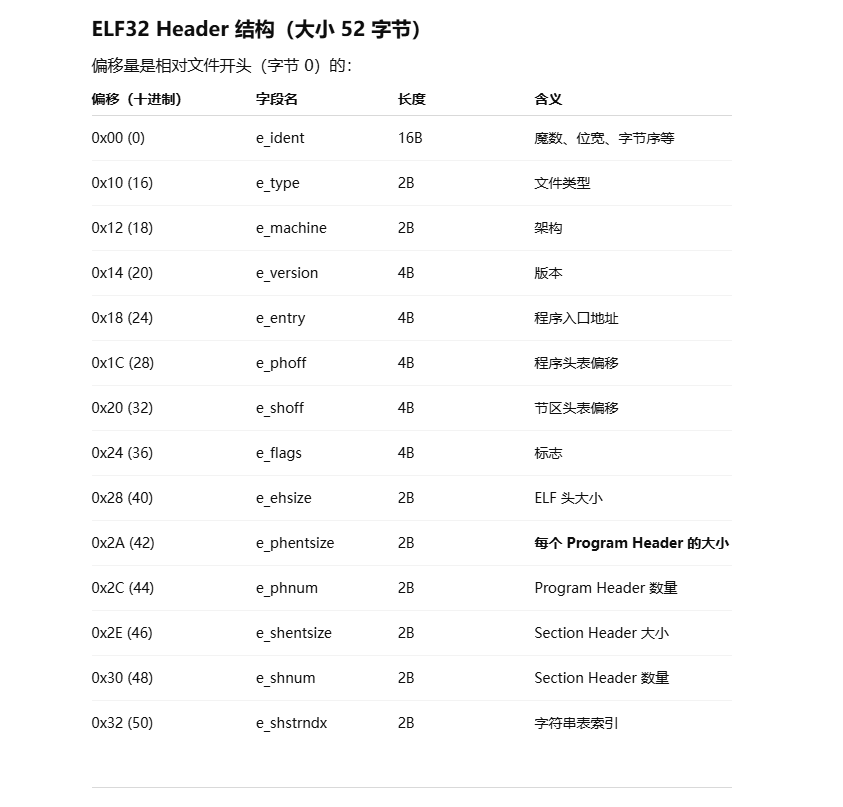 ELF32 Header 结构（大小 52 字节）
偏移量是相对文件开头（字节 0）的：
偏移（十进制） 字段名 长度 含义
0x00 (0) e_ident 16B 魔数、位宽、字节序等
0x10 (16) e_type 2B 文件类型
0x12 (18) e_machine 2B 架构
0x14 (20) e_version 4B 版本
0x18 (24) e_entry 4B 程序入口地址
0x1C (28) e_phoff 4B 程序头表偏移
0x20 (32) e_shoff 4B 节区头表偏移
0x24 (36) e_flags 4B 标志
0x28 (40) e_ehsize 2B ELF 头大小
0x2A (42) e_phentsize 2B 每个 Program Header 的大小
0x2C (44) e_phnum 2B Program Header 数量
0x2E (46) e_shentsize 2B Section Header 大小
0x30 (48) e_shnum 2B Section Header 数量
0x32 (50) e_shstrndx 2B 字符串表索引